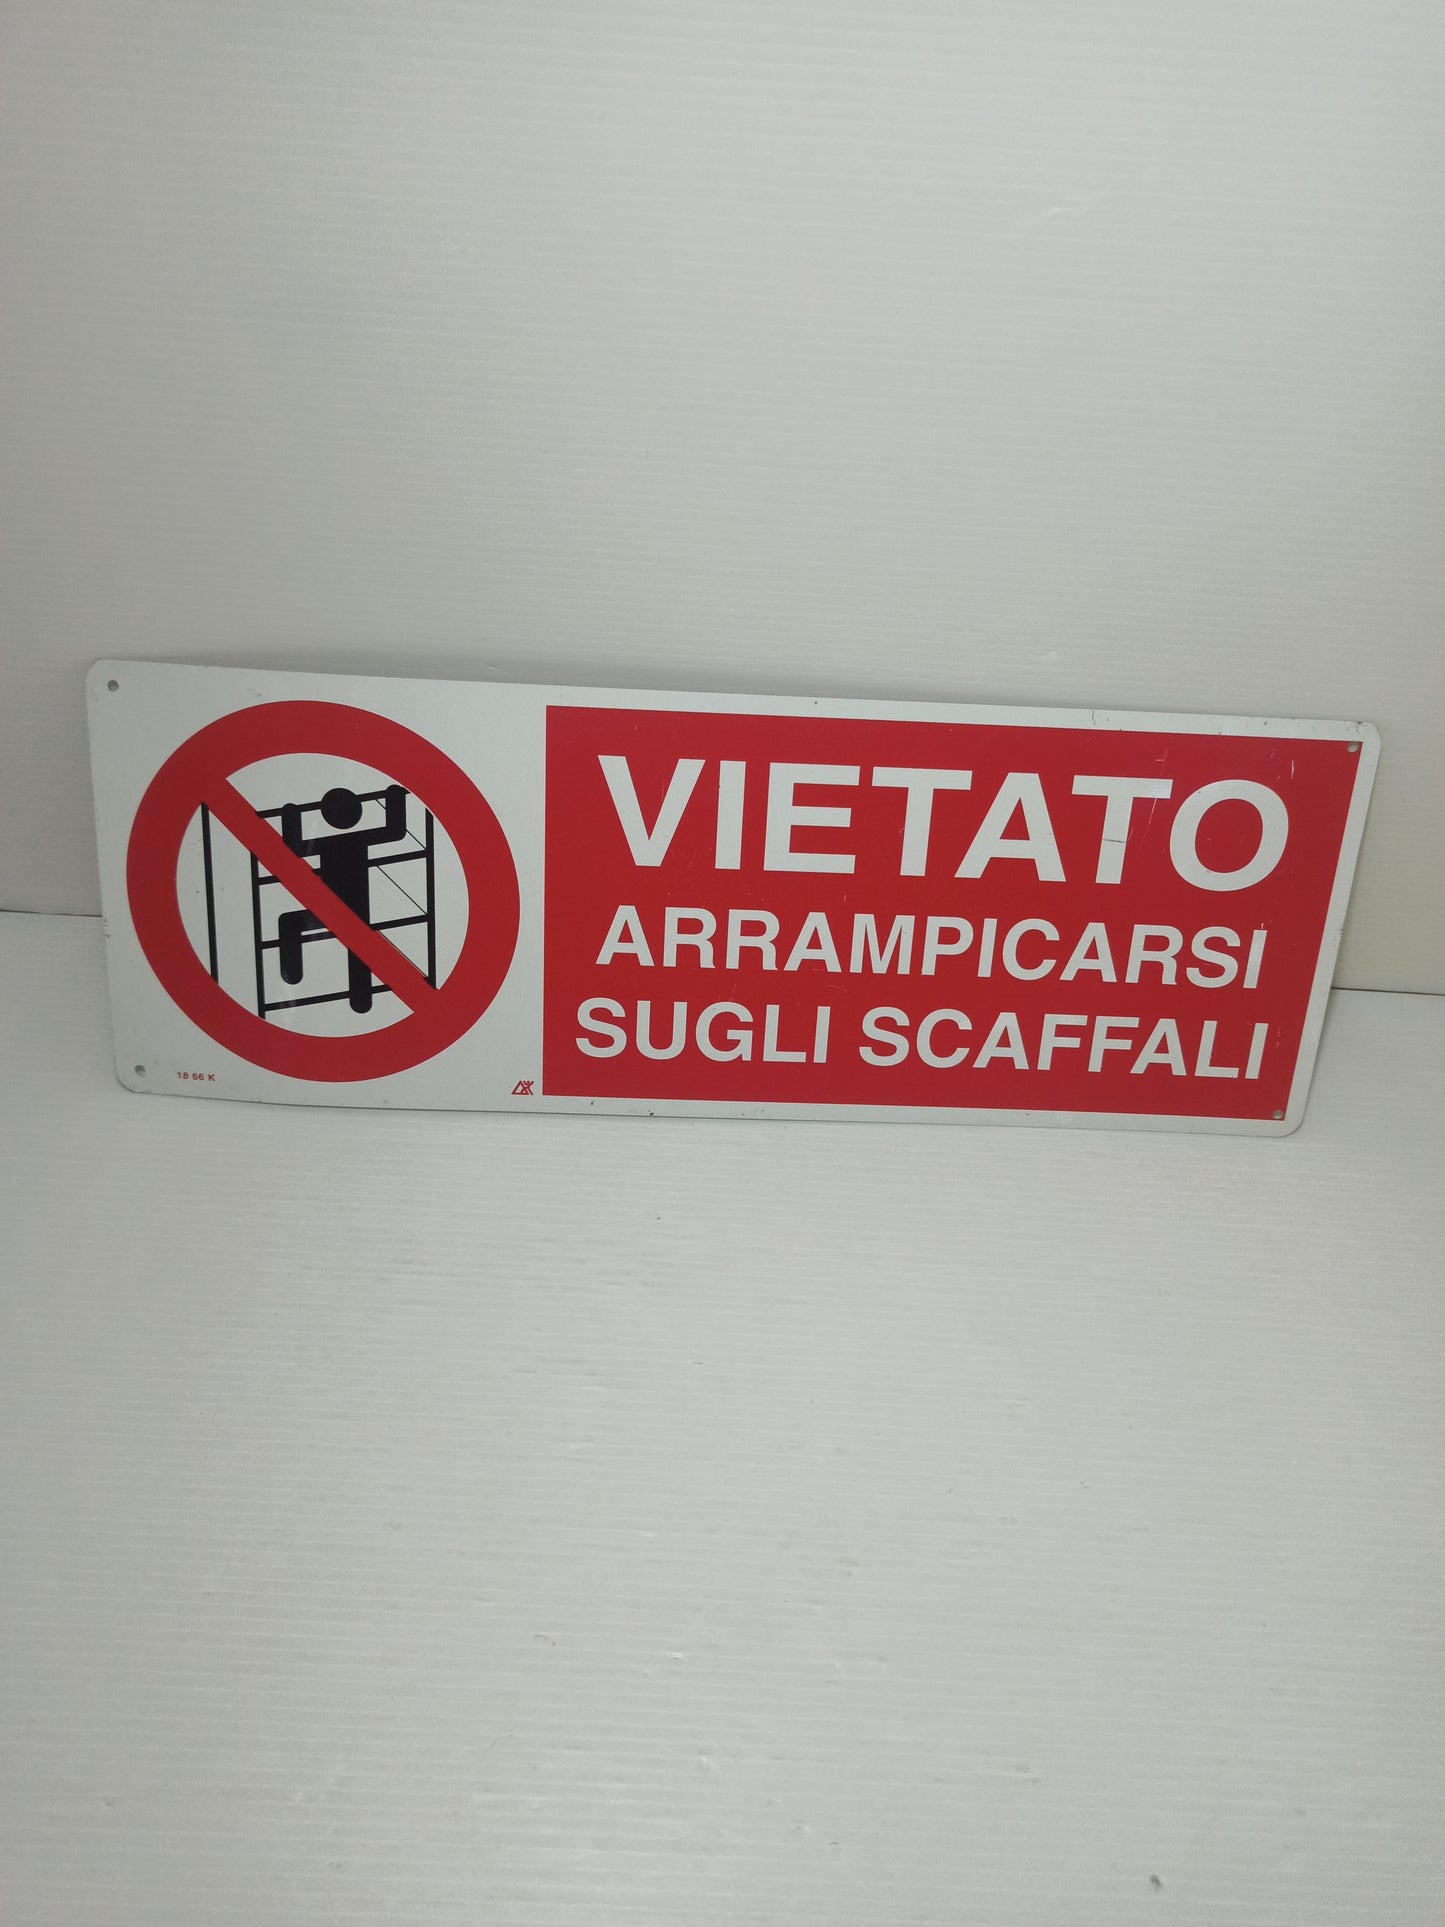 VIETATO
ARRAMPICARSI
SUGLI SCAFFALI
18 66 K